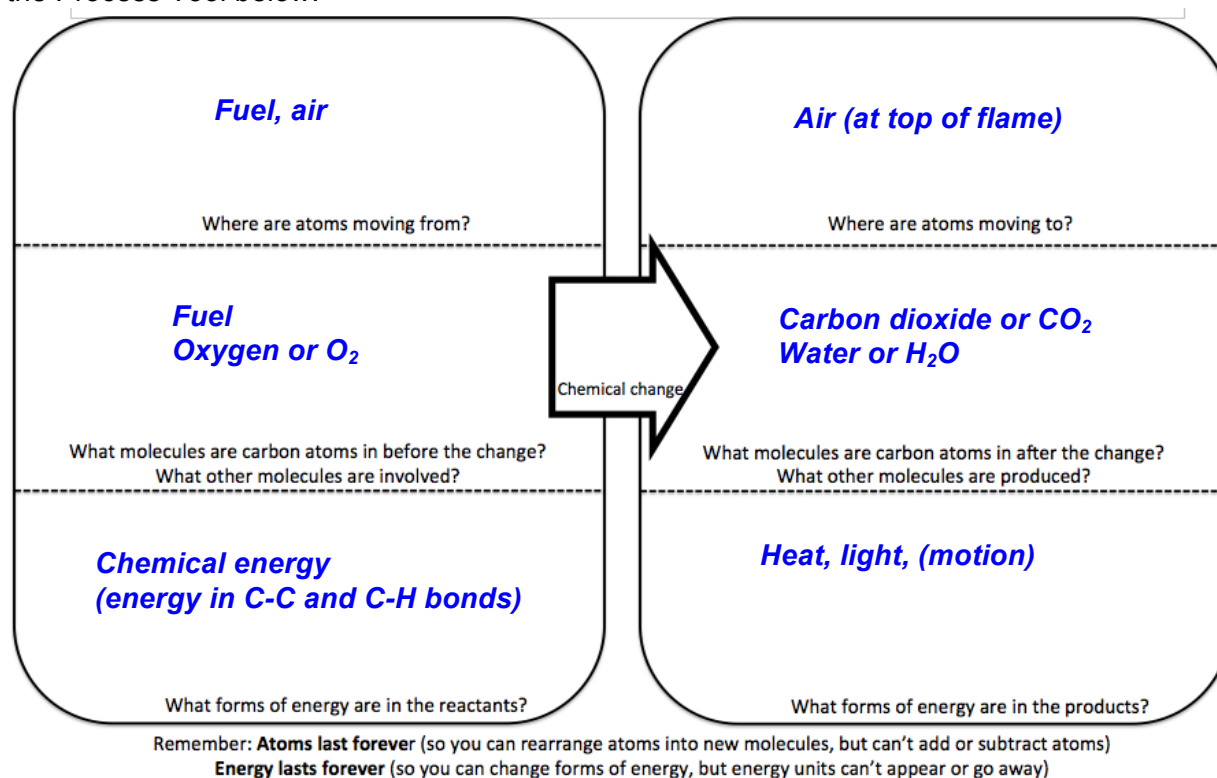 the Process Tool below.
Fuel, air
Where are atoms moving from?
Fuel
Oxygen or O₂
What molecules are carbon atoms in before the change?
What other molecules are involved?
Chemical energy
(energy in C-C and C-H bonds)
What forms of energy are in the reactants?
Chemical change
Air (at top of flame)
Where are atoms moving to?
Carbon dioxide or CO₂
Water or H₂O
What molecules are carbon atoms in after the change?
What other molecules are produced?
Heat, light, (motion)
What forms of energy are in the products?
Remember: Atoms last forever (so you can rearrange atoms into new molecules, but can't add or subtract atoms)
Energy lasts forever (so you can change forms of energy, but energy units can't appear or go away)